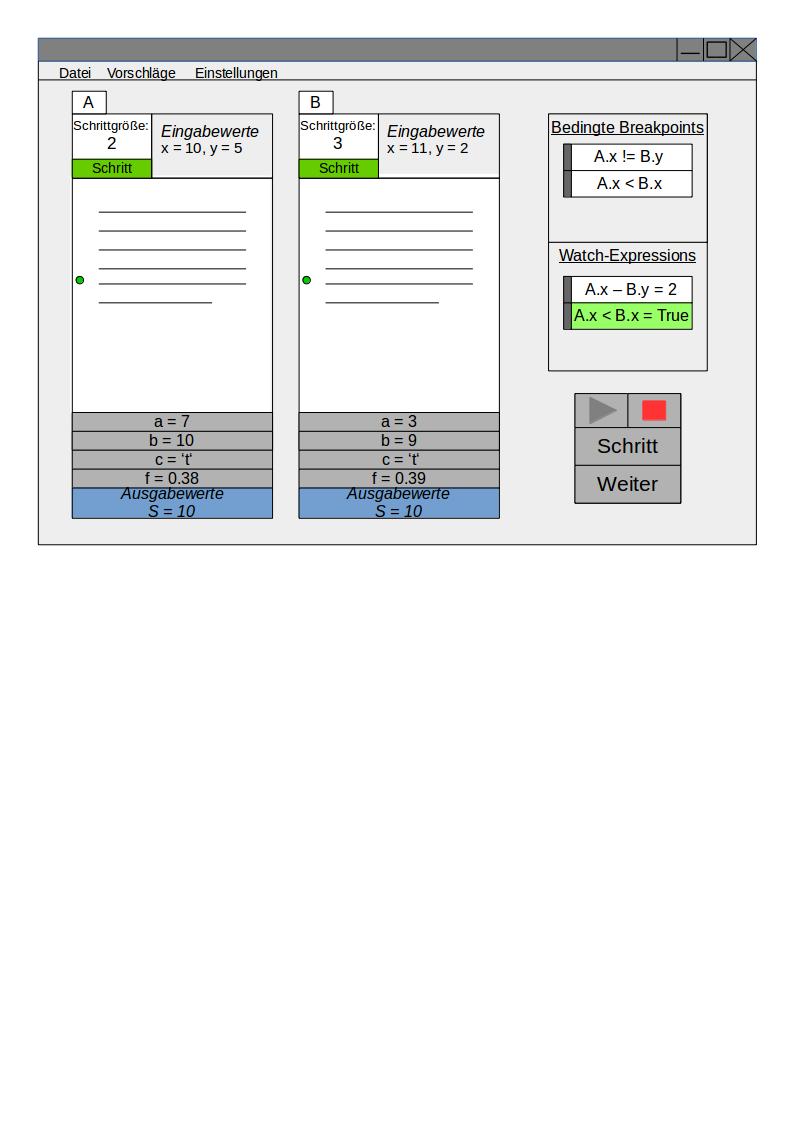 Datei Vorschläge Einstellungen
A
Schrittgröße:
2
Schritt
Eingabewerte
x = 10, y = 5
a = 7
b = 10
c = ‘t‘
f = 0.38
Ausgabewerte
S = 10
B
Schrittgröße:
3
Schritt
Eingabewerte
x = 11, y = 2
a = 3
b = 9
c = ‘t‘
f = 0.39
Ausgabewerte
S = 10
Bedingte Breakpoints
A.x != B.y
A.x < B.x
Watch-Expressions
A.x – B.y = 2
A.x < B.x = True
Schritt
Weiter